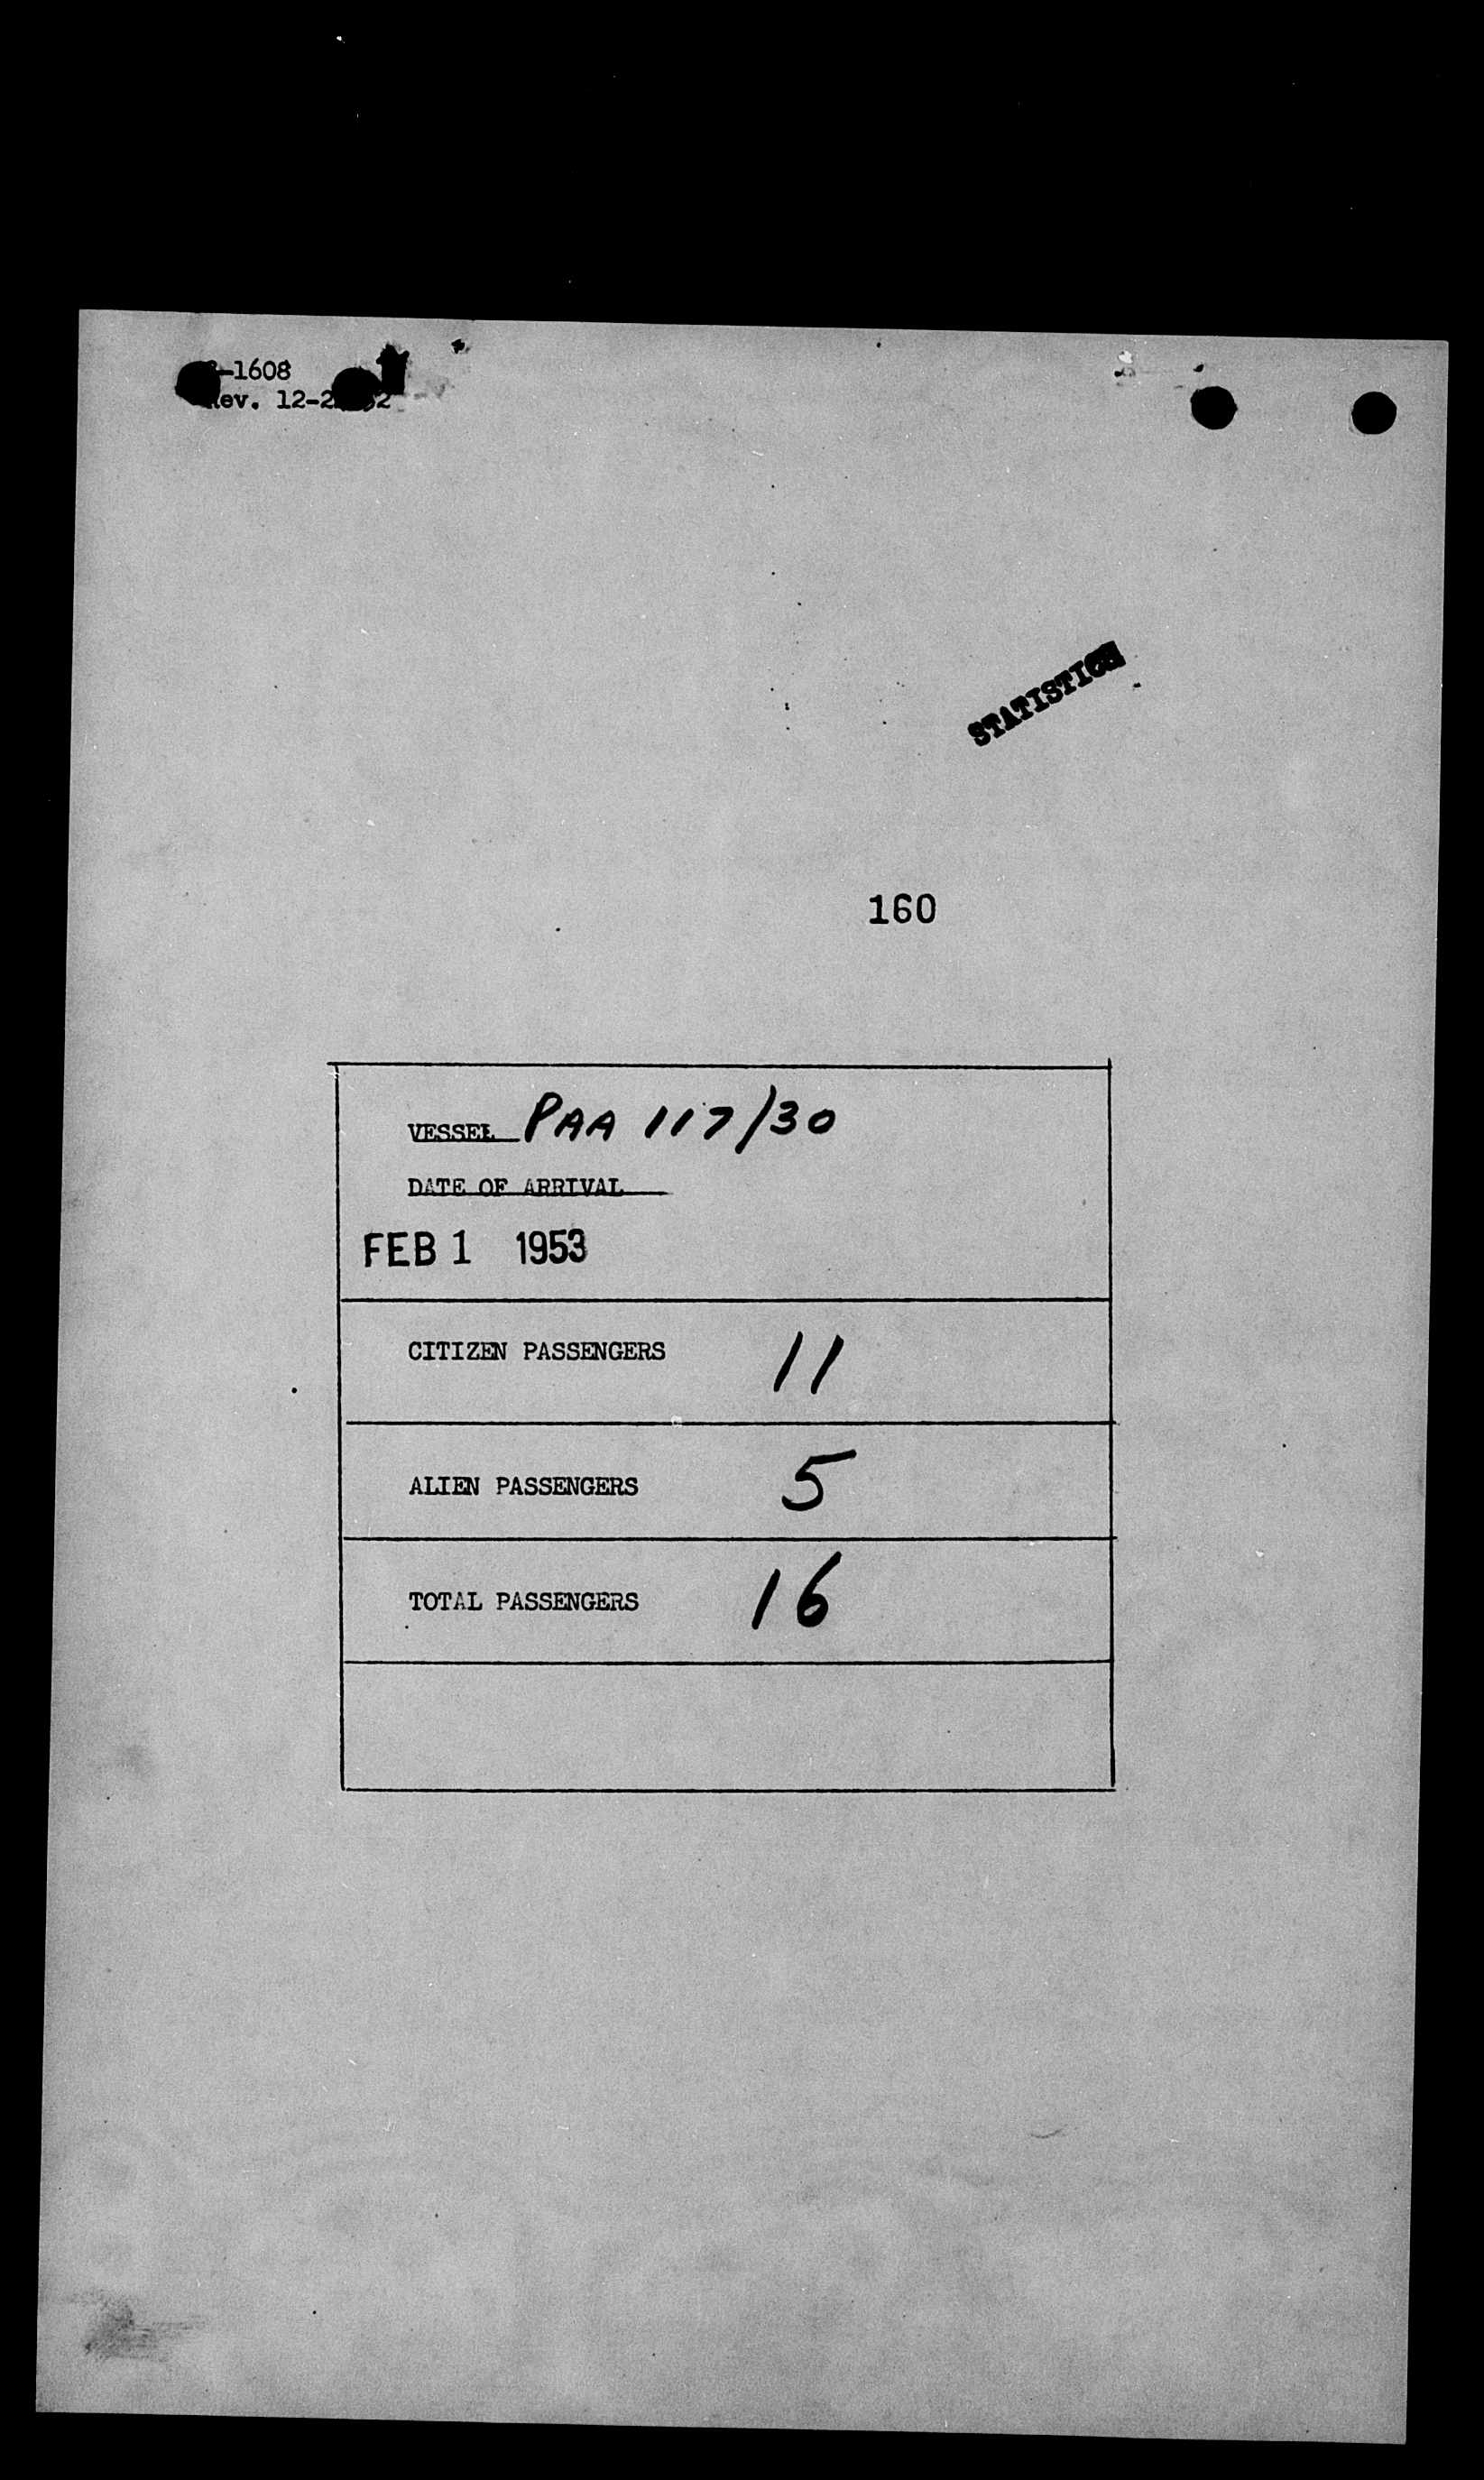 -1608
ev. 12-2
STATISTICS
160
VESSEL PAA 117/30
DATE OF ARRIVAL
FEB 1 1953
CITIZEN PASSENGERS 11
ALIEN PASSENGERS 5
TOTAL PASSENGERS 16